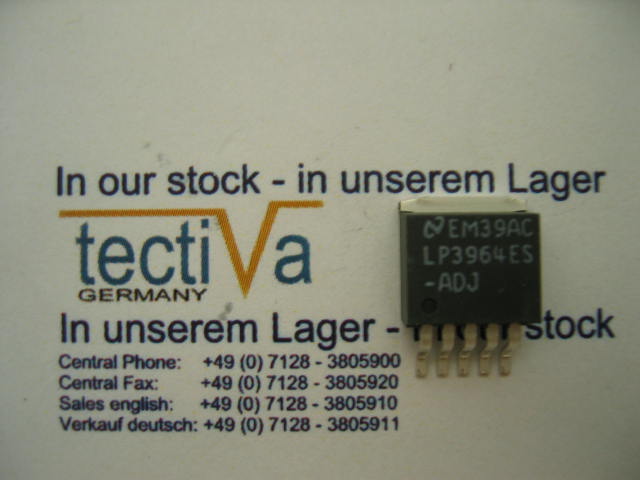 In our stock - in unserem Lager
tectiVa
GERMANY
EM39AC
LP3964ES
-ADJ
In unserem Lager - stock
Central Phone: +49 (0) 7128 - 3805900
Central Fax: +49 (0) 7128 - 3805920
Sales english: +49 (0) 7128 - 3805910
Verkauf deutsch: +49 (0) 7128 - 3805911